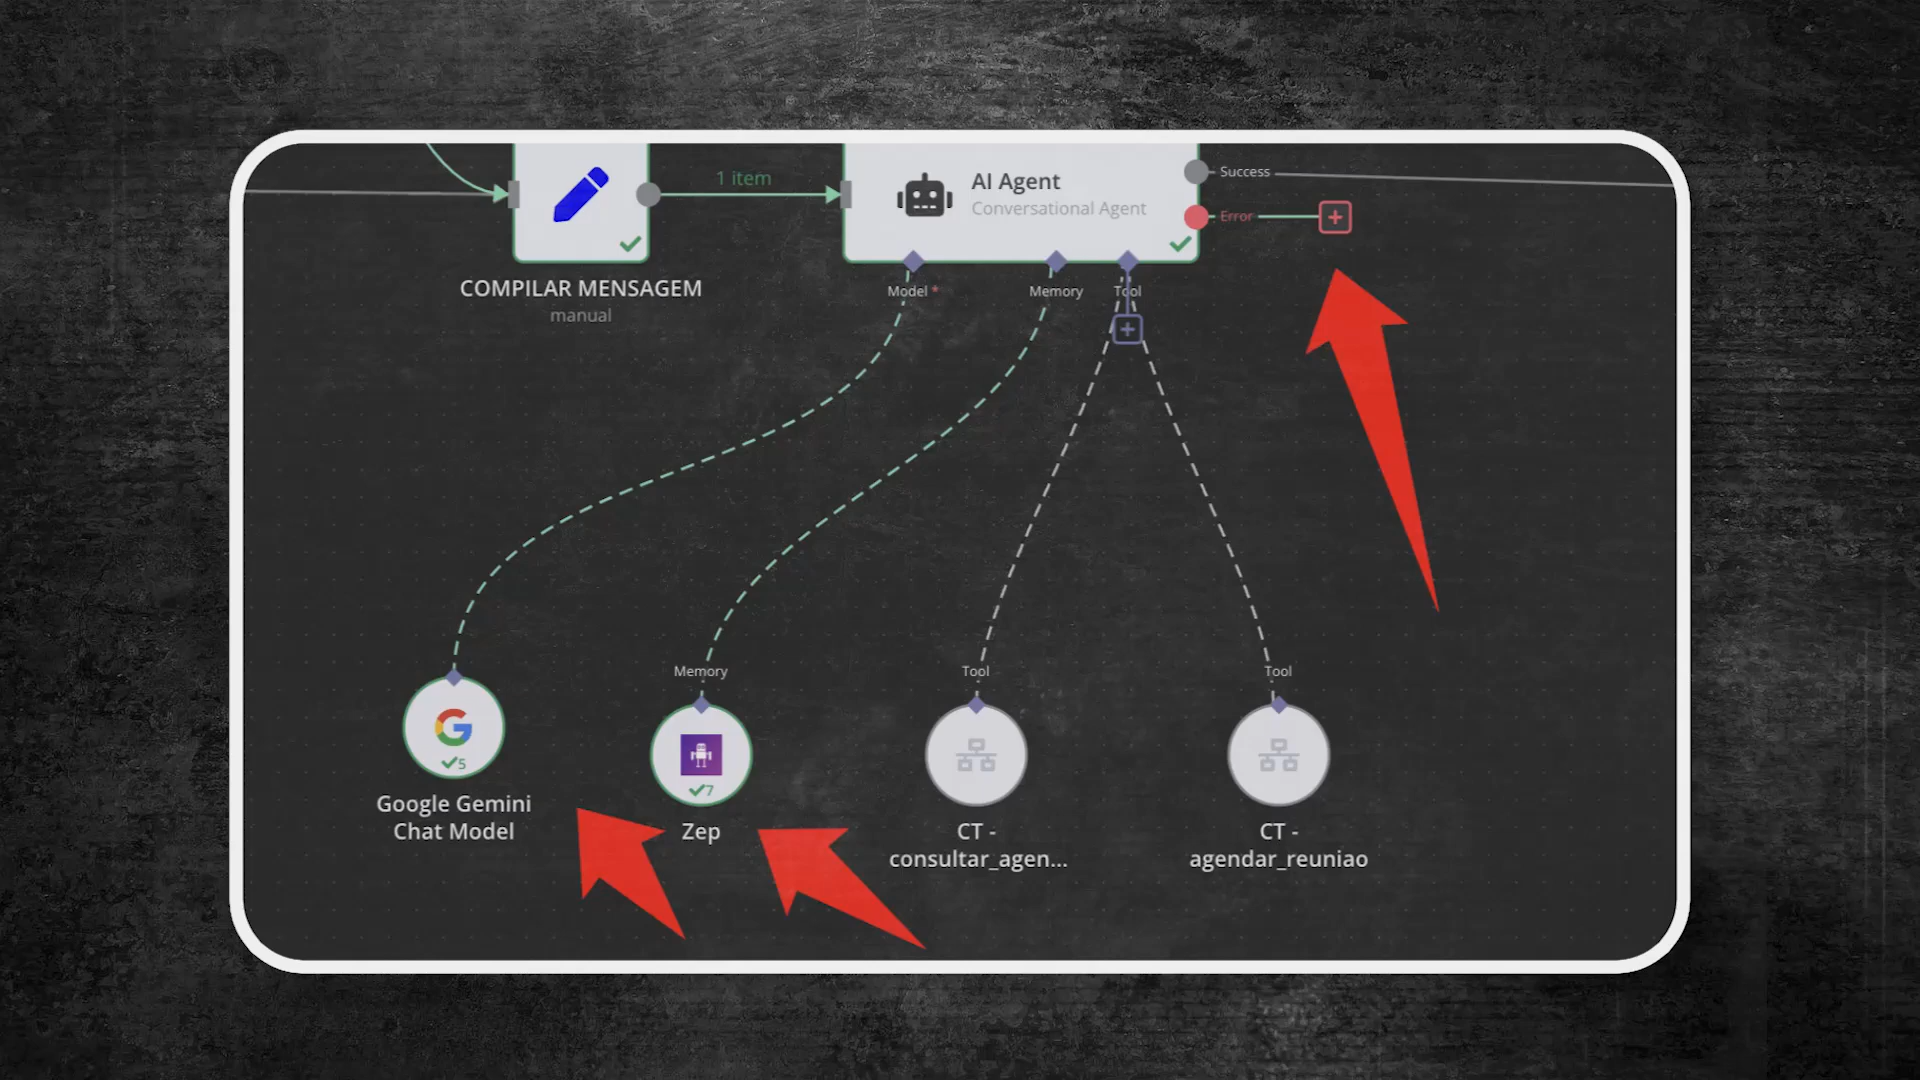 1 item
AI Agent
Conversational Agent
Success
Error
COMPILAR MENSAGEM
manual
Model *
Memory
Tool
Memory
Tool
Tool
5
7
Google Gemini
Chat Model
Zep
CT -
consultar_agen...
CT -
agendar_reuniao